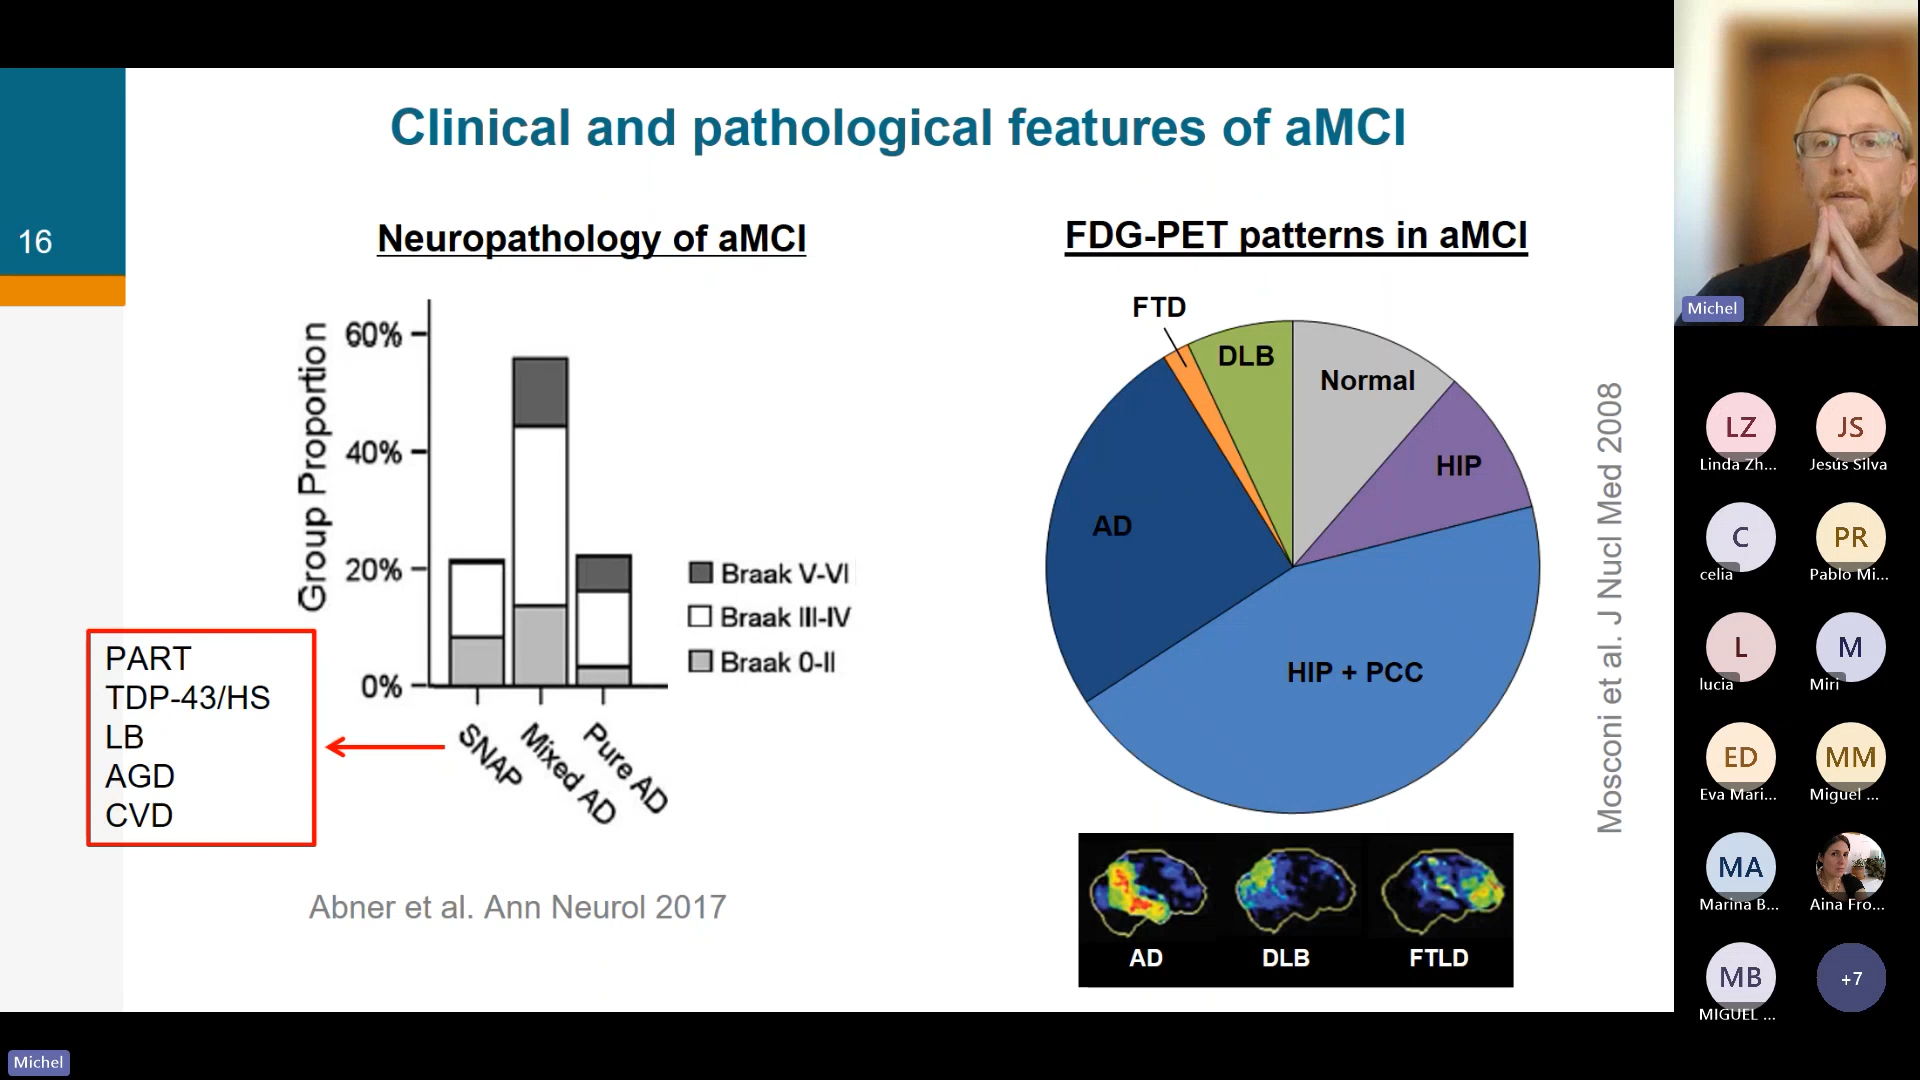 Clinical and pathological features of aMCI
16
Neuropathology of aMCI
Group Proportion
60%
40%
20%
0%
SNAP
Mixed AD
Pure AD
Braak V-VI
Braak III-IV
Braak 0-II
PART
TDP-43/HS
LB
AGD
CVD
Abner et al. Ann Neurol 2017
FDG-PET patterns in aMCI
FTD
DLB
Normal
HIP
AD
HIP + PCC
Mosconi et al. J Nucl Med 2008
AD DLB FTLD
Michel
LZ JS
Linda Zh... Jesús Silva
C PR
celia Pablo Mi...
L M
lucia Miri
ED MM
Eva Mari... Miguel ...
MA
Marina B... Aina Fro...
MB +7
MIGUEL ...
Michel